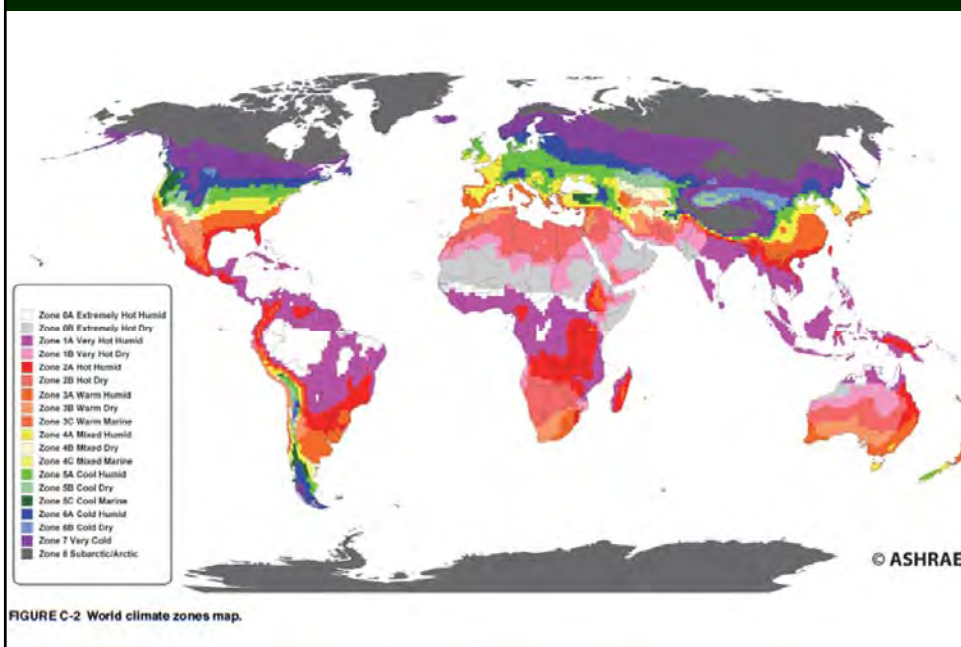 Zone 0A Extremely Hot Humid
Zone 0B Extremely Hot Dry
Zone 1A Very Hot Humid
Zone 1B Very Hot Dry
Zone 2A Hot Humid
Zone 2B Hot Dry
Zone 3A Warm Humid
Zone 3B Warm Dry
Zone 3C Warm Marine
Zone 4A Mixed Humid
Zone 4B Mixed Dry
Zone 4C Mixed Marine
Zone 5A Cool Humid
Zone 5B Cool Dry
Zone 5C Cool Marine
Zone 6A Cold Humid
Zone 6B Cold Dry
Zone 7 Very Cold
Zone 8 Subarctic/Arctic
© ASHRAE
FIGURE C-2 World climate zones map.